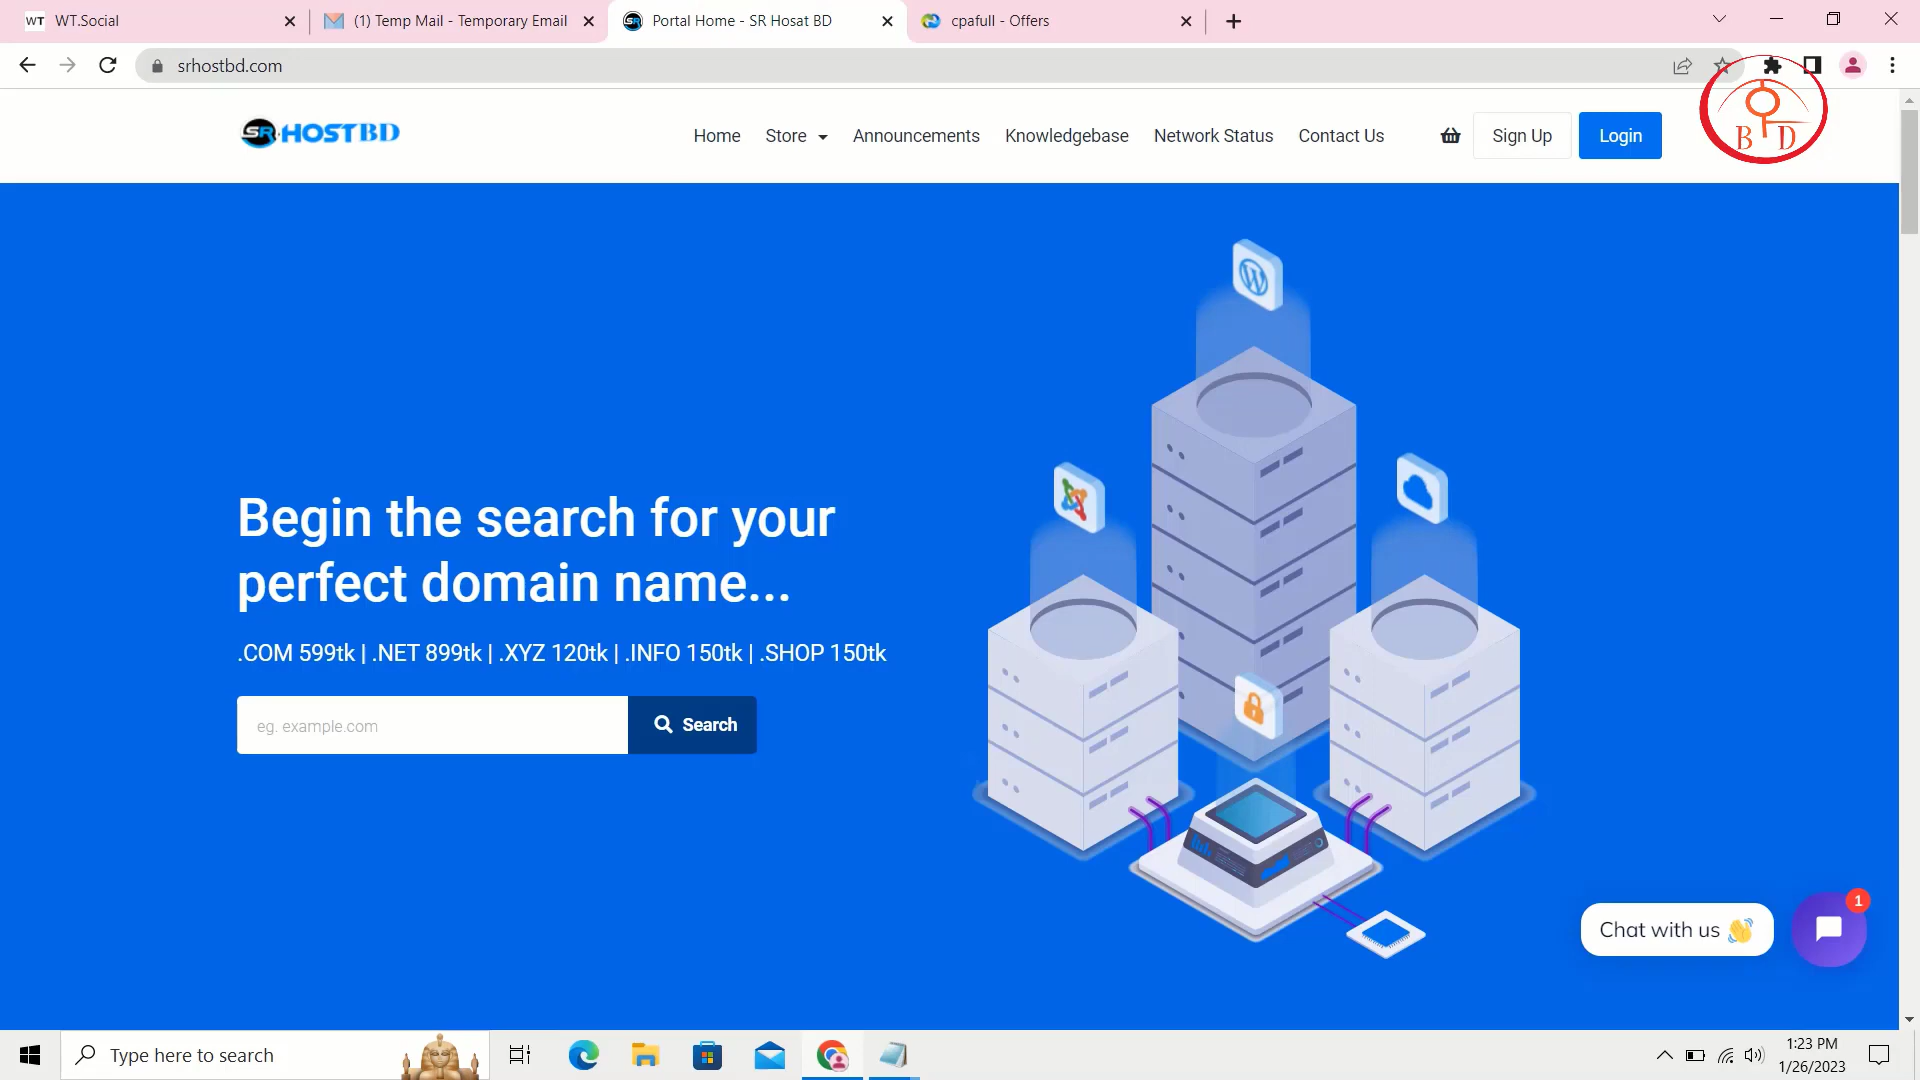 WT WT.Social
(1) Temp Mail - Temporary Email
SR Portal Home - SR Hosat BD
cpafull - Offers
srhostbd.com
SR HOSTBD
Home
Store
Announcements
Knowledgebase
Network Status
Contact Us
Sign Up
Login
B D
Begin the search for your
perfect domain name...
.COM 599tk | .NET 899tk | .XYZ 120tk | .INFO 150tk | .SHOP 150tk
eg. example.com
Search
Chat with us 👋
1
Type here to search
1:23 PM
1/26/2023